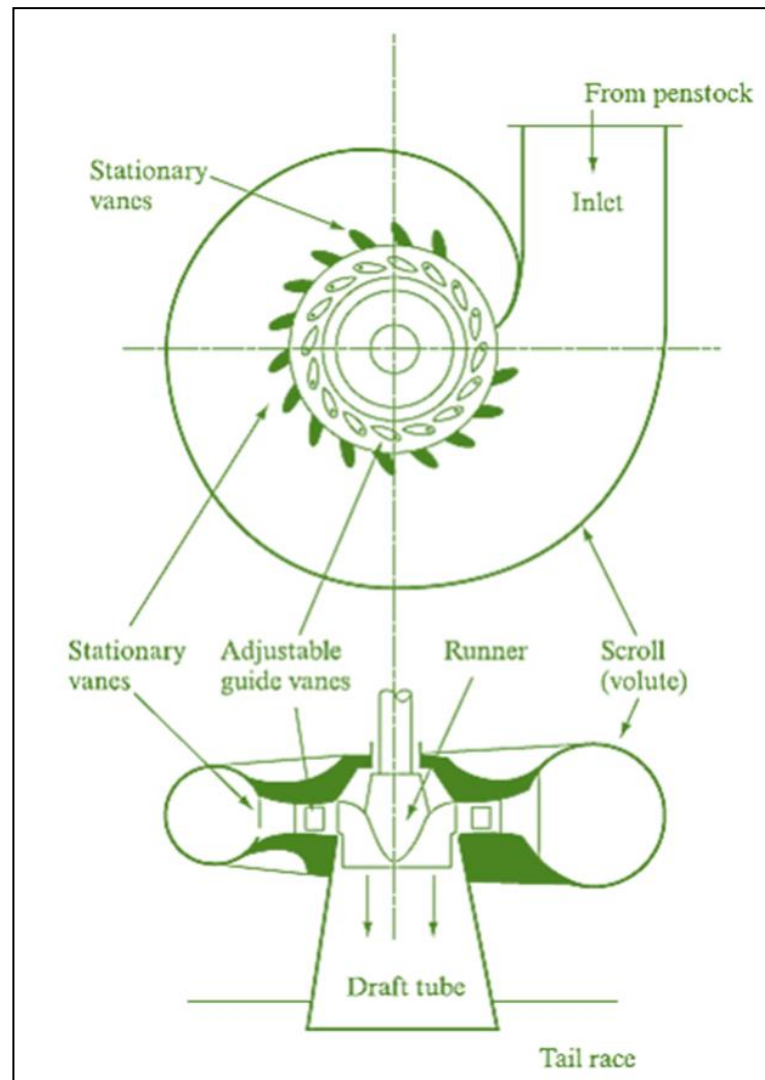 From penstock
Stationary
vanes
Inlet
Stationary
vanes
Adjustable
guide vanes
Runner
Scroll
(volute)
Draft tube
Tail race